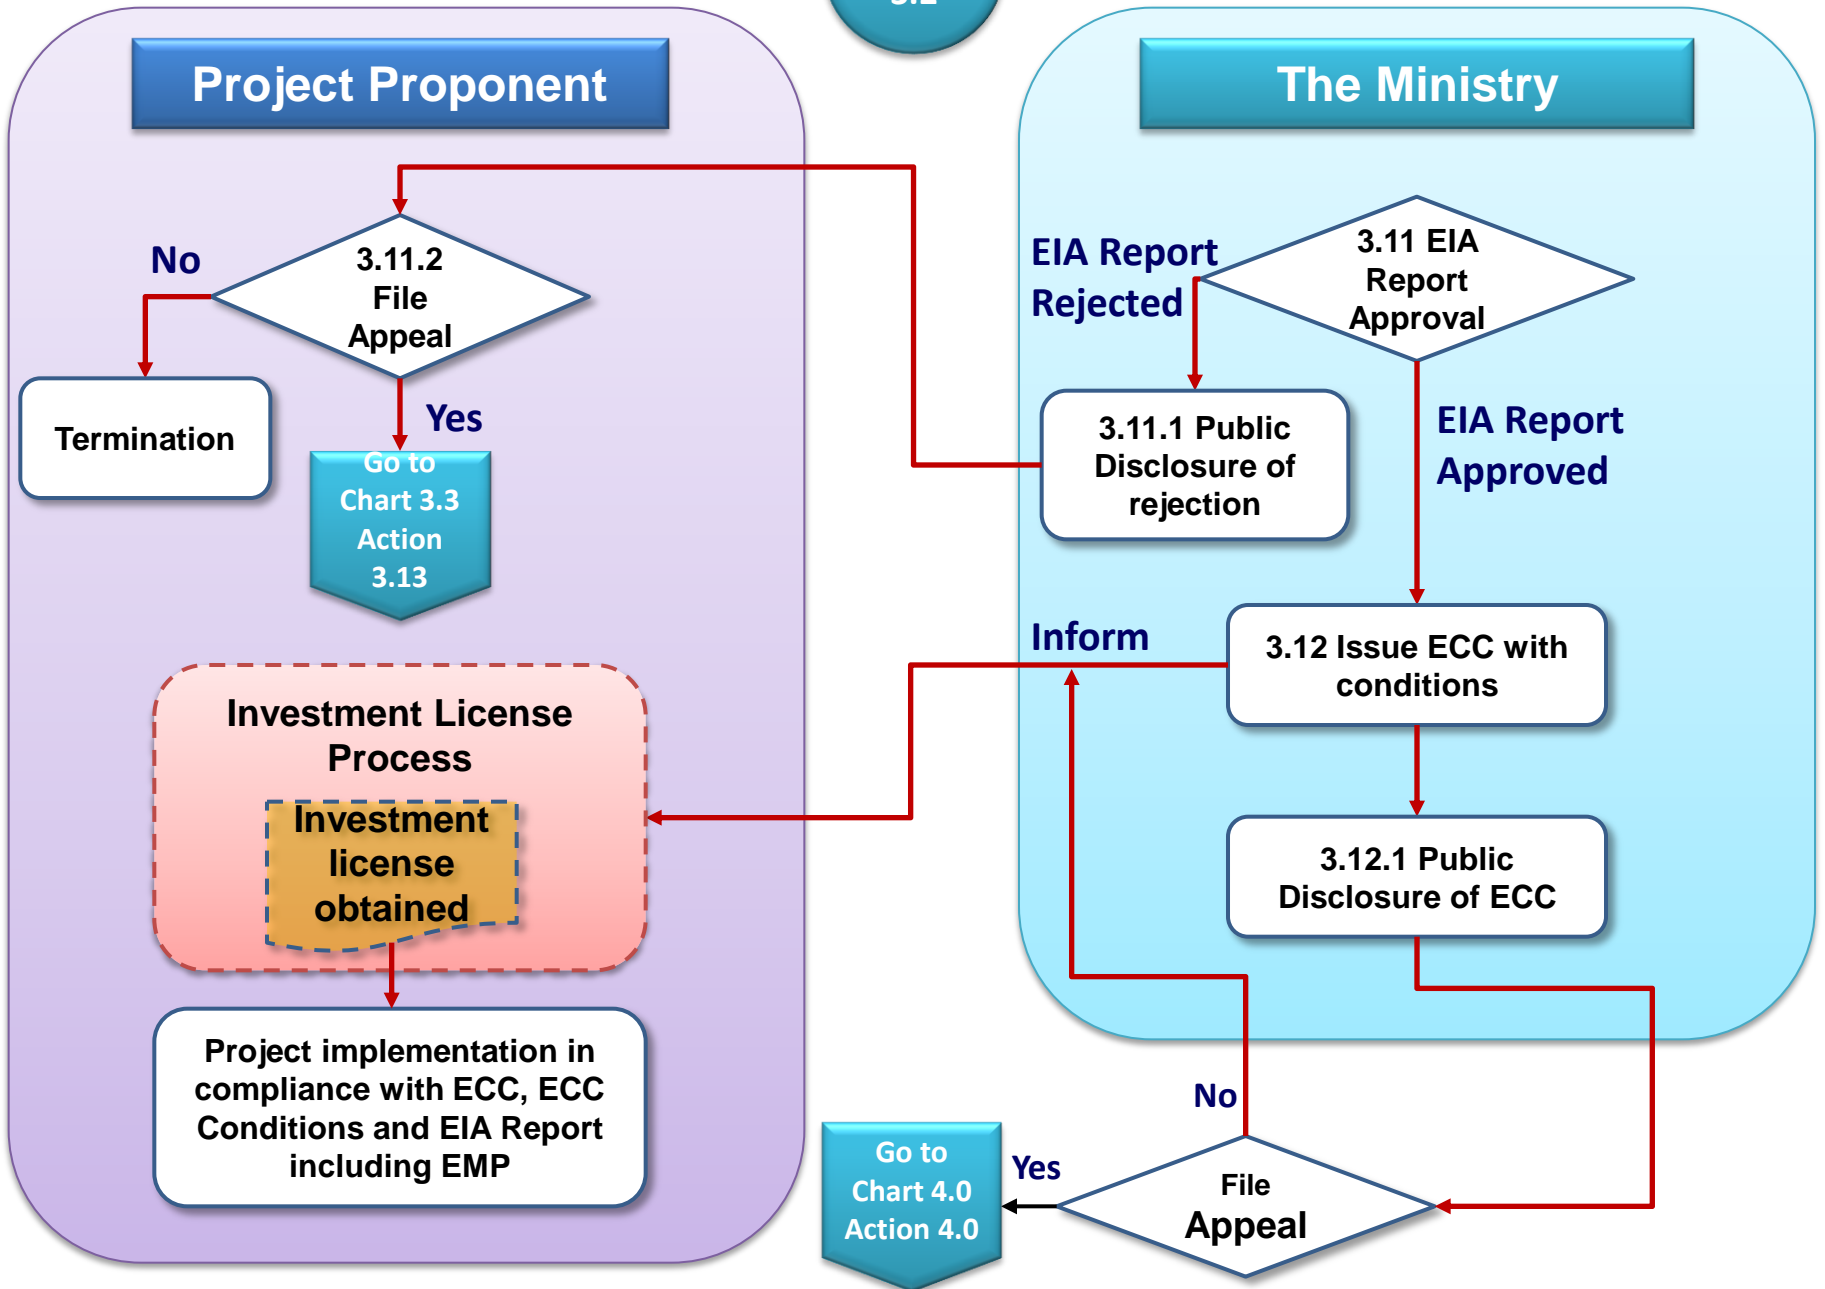 3.2
Project Proponent
The Ministry
No
3.11.2
File
Appeal
Termination
Yes
Go to
Chart 3.3
Action
3.13
EIA Report
Rejected
3.11 EIA
Report
Approval
3.11.1 Public
Disclosure of
rejection
EIA Report
Approved
Inform
3.12 Issue ECC with
conditions
3.12.1 Public
Disclosure of ECC
Investment License
Process
Investment
license
obtained
Project implementation in
compliance with ECC, ECC
Conditions and EIA Report
including EMP
No
Yes
Go to
Chart 4.0
Action 4.0
File
Appeal